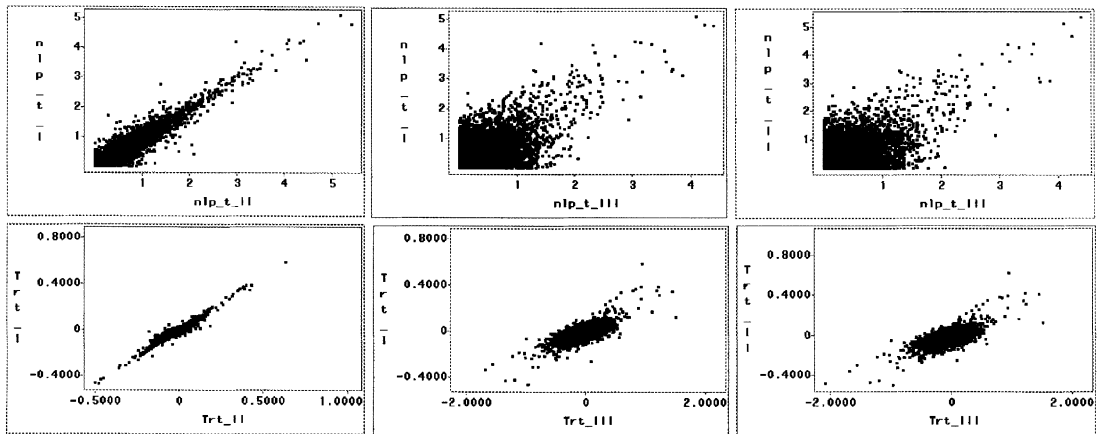 5
4
3
2
1
n l p _ t _ I
1 2 3 4 5
nlp_t_II
5
4
3
2
1
n l p _ t _ I
1 2 3 4
nlp_t_III
5
4
3
2
1
n l p _ t _ I I
1 2 3 4
nlp_t_III
0.8000
0.4000
0
-0.4000
T r t _ I
-0.5000 0 0.5000 1.0000
Trt_II
0.8000
0.4000
0
-0.4000
T r t _ I
-2.0000 0 2.0000
Trt_III
0.8000
0.4000
0
-0.4000
T r t _ I I
-2.0000 0 2.0000
Trt_III